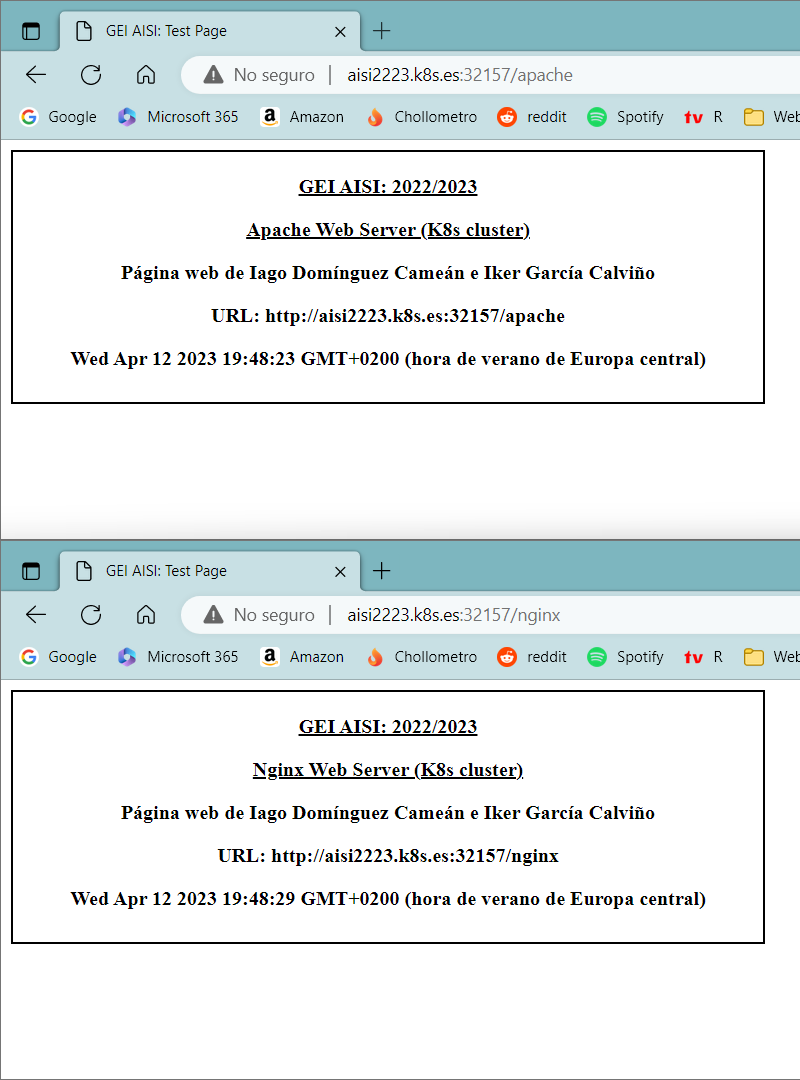 GEI AISI: Test Page
No seguro | aisi2223.k8s.es:32157/apache
Google Microsoft 365 Amazon Chollometro reddit Spotify tv R Web
GEI AISI: 2022/2023
Apache Web Server (K8s cluster)
Página web de Iago Domínguez Cameán e Iker García Calviño
URL: http://aisi2223.k8s.es:32157/apache
Wed Apr 12 2023 19:48:23 GMT+0200 (hora de verano de Europa central)
GEI AISI: Test Page
No seguro | aisi2223.k8s.es:32157/nginx
Google Microsoft 365 Amazon Chollometro reddit Spotify tv R Web
GEI AISI: 2022/2023
Nginx Web Server (K8s cluster)
Página web de Iago Domínguez Cameán e Iker García Calviño
URL: http://aisi2223.k8s.es:32157/nginx
Wed Apr 12 2023 19:48:29 GMT+0200 (hora de verano de Europa central)